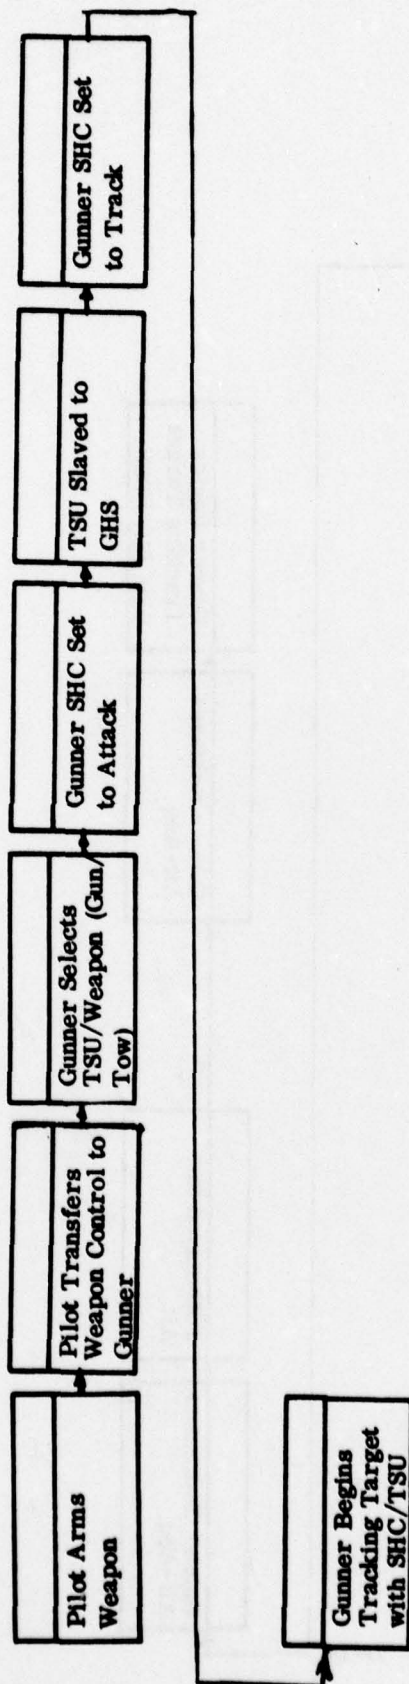 Pilot Arms
Weapon
Pilot Transfers
Weapon Control to
Gunner
Gunner Selects
TSU/Weapon (Gun/
Tow)
Gunner SHC Set
to Attack
TSU Slaved to
GHS
Gunner SHC Set
to Track
Gunner Begins
Tracking Target
with SHC/TSU